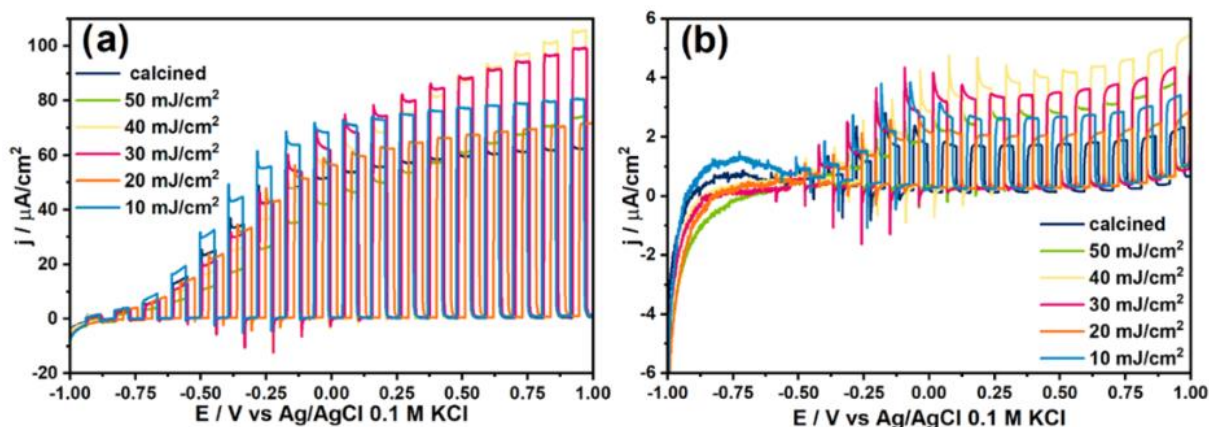 (a)
100
80
60
40
20
0
-20
j / μA/cm²
calcined
50 mJ/cm²
40 mJ/cm²
30 mJ/cm²
20 mJ/cm²
10 mJ/cm²
-1.00 -0.75 -0.50 -0.25 0.00 0.25 0.50 0.75 1.00
E / V vs Ag/AgCl 0.1 M KCl
(b)
6
4
2
0
-2
-4
-6
j / μA/cm²
calcined
50 mJ/cm²
40 mJ/cm²
30 mJ/cm²
20 mJ/cm²
10 mJ/cm²
-1.00 -0.75 -0.50 -0.25 0.00 0.25 0.50 0.75 1.00
E / V vs Ag/AgCl 0.1 M KCl